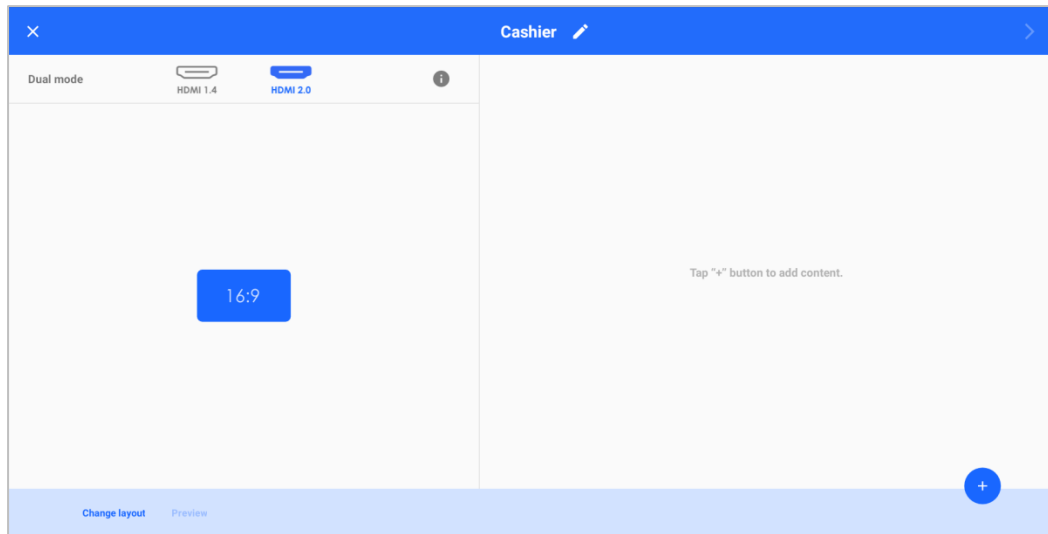 Cashier
Dual mode
HDMI 1.4
HDMI 2.0
16:9
Tap "+" button to add content.
Change layout
Preview